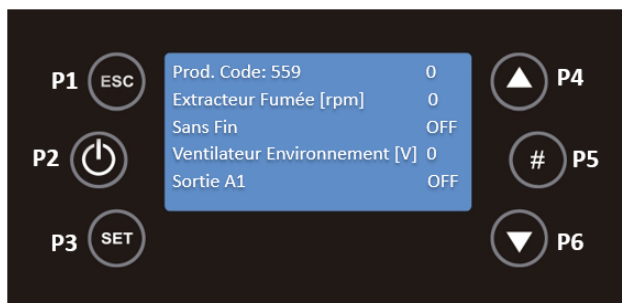 P1 ESC
P2
P3 SET
Prod. Code: 559 0
Extracteur Fumée [rpm] 0
Sans Fin OFF
Ventilateur Environnement [V] 0
Sortie A1 OFF
P4
# P5
P6